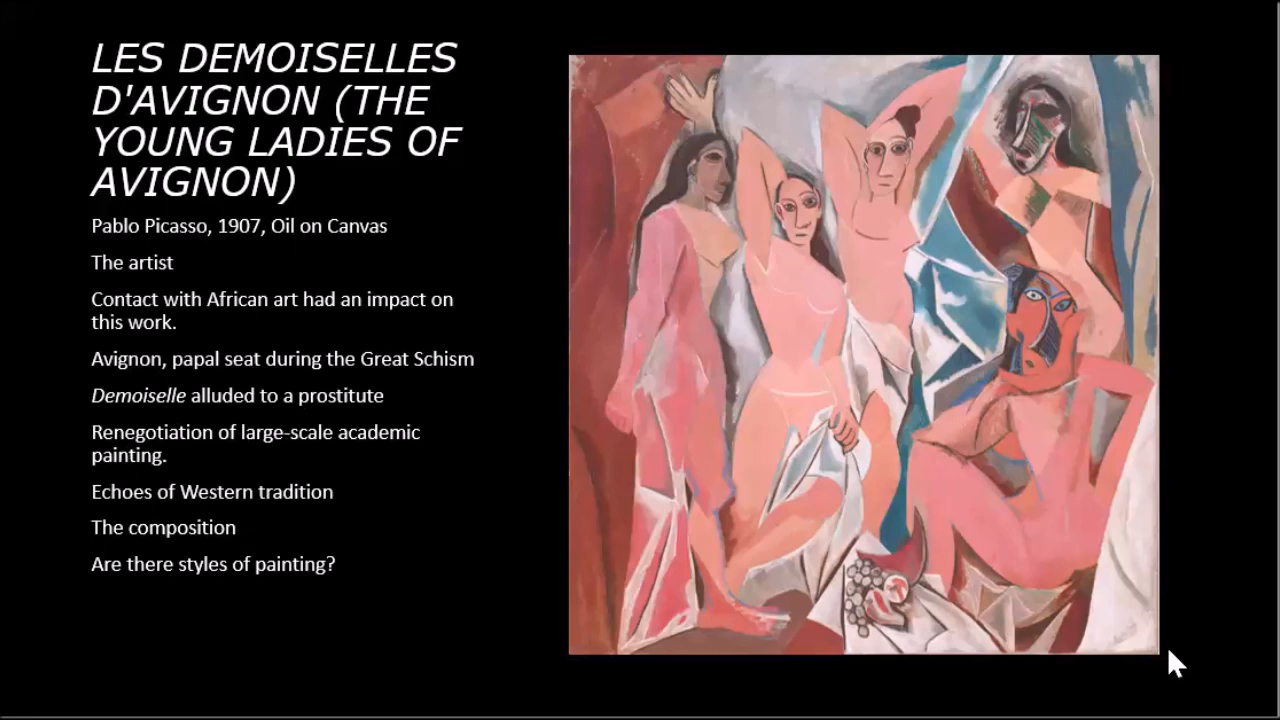 LES DEMOISELLES
D'AVIGNON (THE
YOUNG LADIES OF
AVIGNON)
Pablo Picasso, 1907, Oil on Canvas
The artist
Contact with African art had an impact on
this work.
Avignon, papal seat during the Great Schism
Demoiselle alluded to a prostitute
Renegotiation of large-scale academic
painting.
Echoes of Western tradition
The composition
Are there styles of painting?